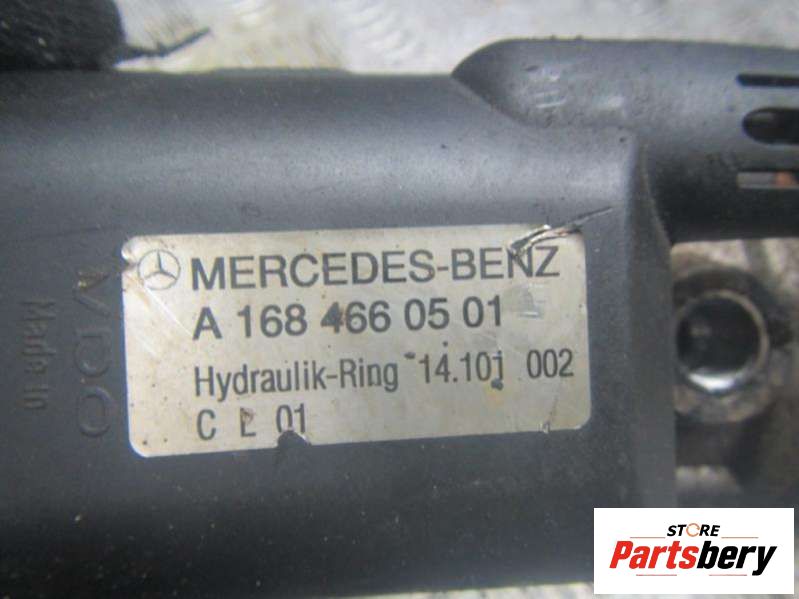 MERCEDES-BENZ
A 168 466 05 01
Hydraulik-Ring 14.101 002
C L 01
VDO
Made in
STORE
Partsbery